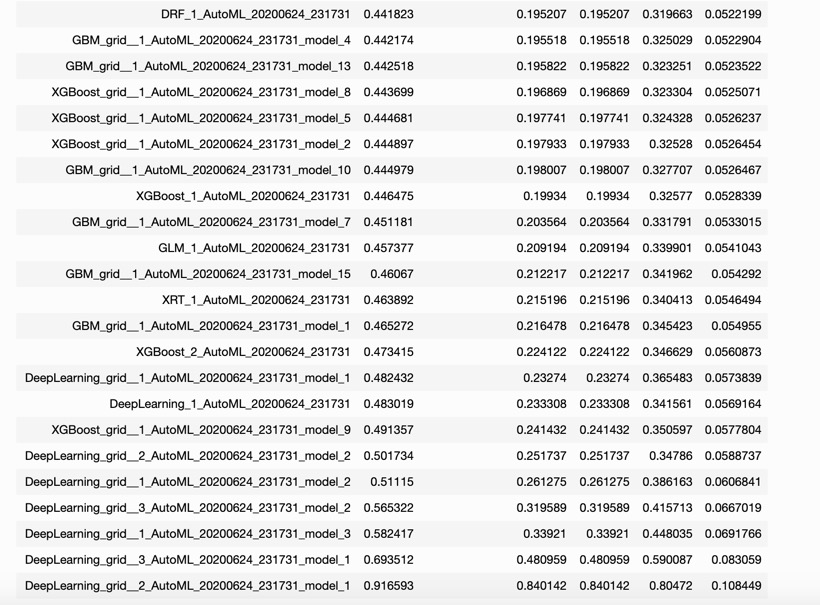 DRF_1_AutoML_20200624_231731 0.441823 0.195207 0.195207 0.319663 0.0522199
GBM_grid__1_AutoML_20200624_231731_model_4 0.442174 0.195518 0.195518 0.325029 0.0522904
GBM_grid__1_AutoML_20200624_231731_model_13 0.442518 0.195822 0.195822 0.323251 0.0523522
XGBoost_grid__1_AutoML_20200624_231731_model_8 0.443699 0.196869 0.196869 0.323304 0.0525071
XGBoost_grid__1_AutoML_20200624_231731_model_5 0.444681 0.197741 0.197741 0.324328 0.0526237
XGBoost_grid__1_AutoML_20200624_231731_model_2 0.444897 0.197933 0.197933 0.32528 0.0526454
GBM_grid__1_AutoML_20200624_231731_model_10 0.444979 0.198007 0.198007 0.327707 0.0526467
XGBoost_1_AutoML_20200624_231731 0.446475 0.19934 0.19934 0.32577 0.0528339
GBM_grid__1_AutoML_20200624_231731_model_7 0.451181 0.203564 0.203564 0.331791 0.0533015
GLM_1_AutoML_20200624_231731 0.457377 0.209194 0.209194 0.339901 0.0541043
GBM_grid__1_AutoML_20200624_231731_model_15 0.46067 0.212217 0.212217 0.341962 0.054292
XRT_1_AutoML_20200624_231731 0.463892 0.215196 0.215196 0.340413 0.0546494
GBM_grid__1_AutoML_20200624_231731_model_1 0.465272 0.216478 0.216478 0.345423 0.054955
XGBoost_2_AutoML_20200624_231731 0.473415 0.224122 0.224122 0.346629 0.0560873
DeepLearning_grid__1_AutoML_20200624_231731_model_1 0.482432 0.23274 0.23274 0.365483 0.0573839
DeepLearning_1_AutoML_20200624_231731 0.483019 0.233308 0.233308 0.341561 0.0569164
XGBoost_grid__1_AutoML_20200624_231731_model_9 0.491357 0.241432 0.241432 0.350597 0.0577804
DeepLearning_grid__2_AutoML_20200624_231731_model_2 0.501734 0.251737 0.251737 0.34786 0.0588737
DeepLearning_grid__1_AutoML_20200624_231731_model_2 0.51115 0.261275 0.261275 0.386163 0.0606841
DeepLearning_grid__3_AutoML_20200624_231731_model_2 0.565322 0.319589 0.319589 0.415713 0.0667019
DeepLearning_grid__1_AutoML_20200624_231731_model_3 0.582417 0.33921 0.33921 0.448035 0.0691766
DeepLearning_grid__3_AutoML_20200624_231731_model_1 0.693512 0.480959 0.480959 0.590087 0.083059
DeepLearning_grid__2_AutoML_20200624_231731_model_1 0.916593 0.840142 0.840142 0.80472 0.108449